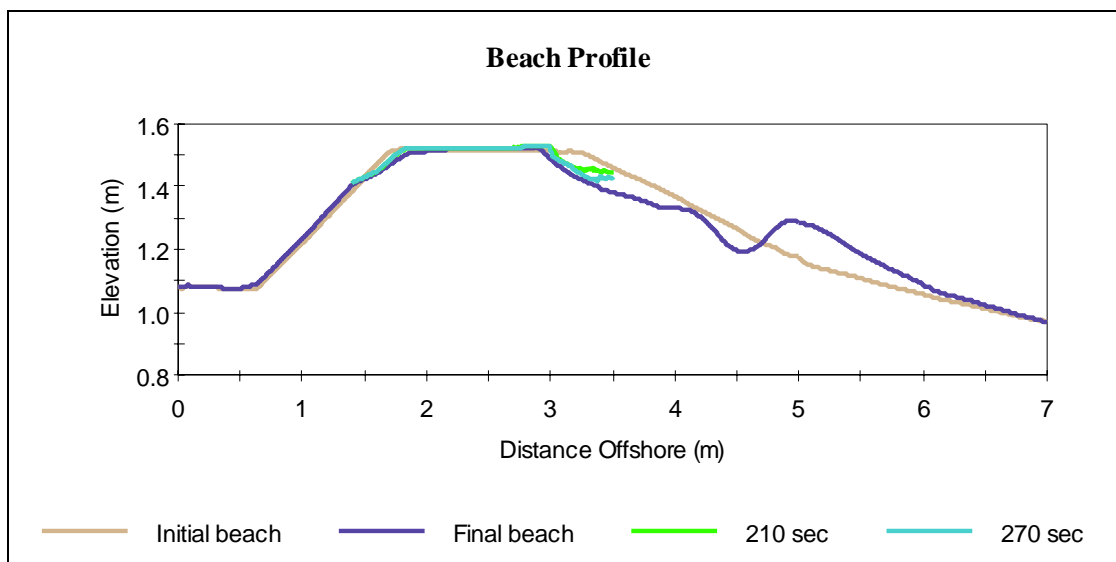 Beach Profile
1.6
1.4
1.2
1.0
0.8
Elevation (m)
0 1 2 3 4 5 6 7
Distance Offshore (m)
Initial beach Final beach 210 sec 270 sec